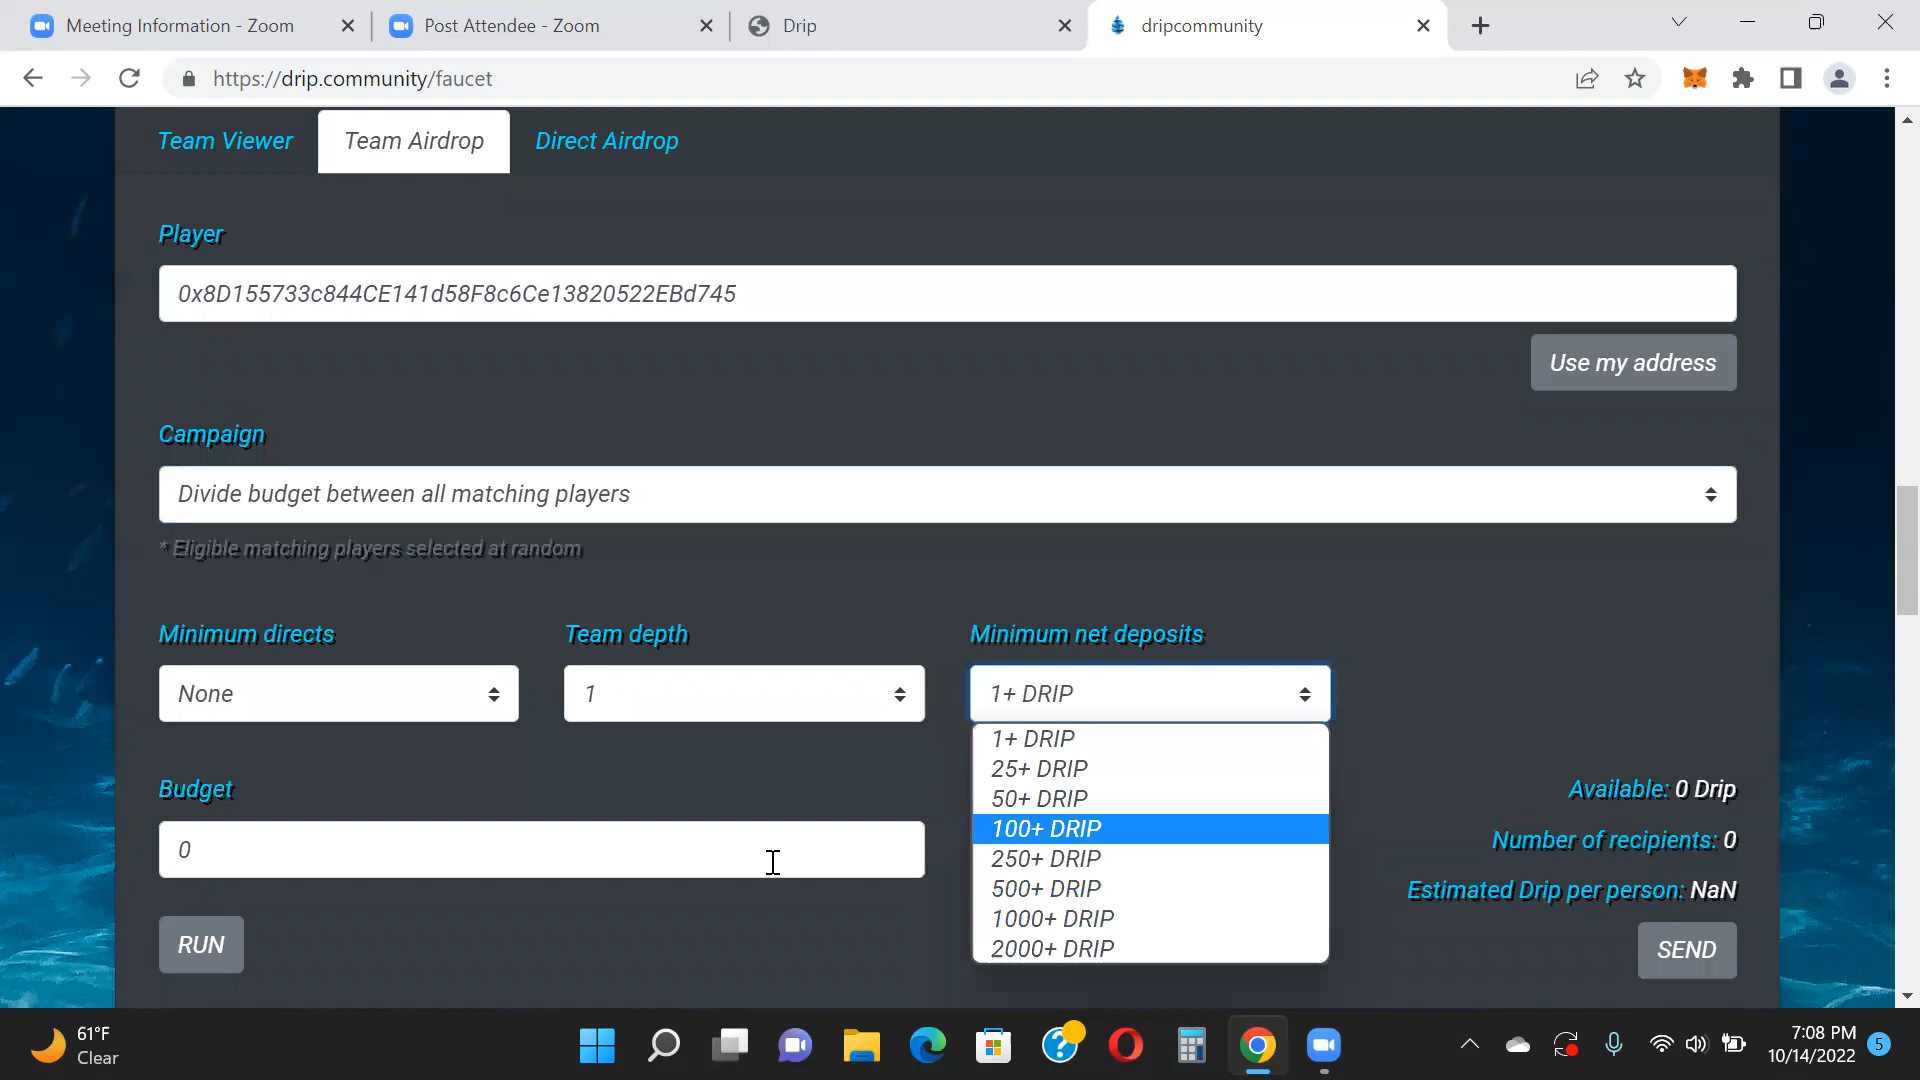 Meeting Information - Zoom
Post Attendee - Zoom
Drip
dripcommunity
https://drip.community/faucet
Team Viewer
Team Airdrop
Direct Airdrop
Player
0x8D155733c844CE141d58F8c6Ce13820522EBd745
Use my address
Campaign
Divide budget between all matching players
* Eligible matching players selected at random
Minimum directs
Team depth
Minimum net deposits
None
1
1+ DRIP
1+ DRIP
25+ DRIP
50+ DRIP
100+ DRIP
250+ DRIP
500+ DRIP
1000+ DRIP
2000+ DRIP
Budget
0
Available: 0 Drip
Number of recipients: 0
Estimated Drip per person: NaN
RUN
SEND
61°F
Clear
7:08 PM
10/14/2022
5